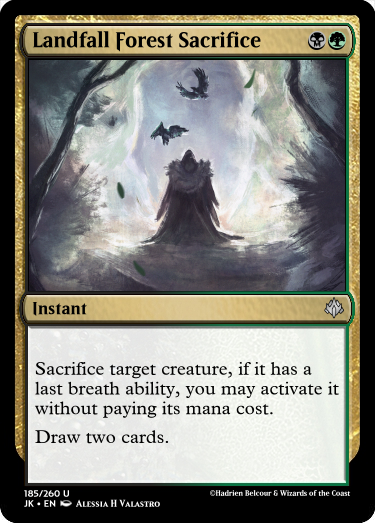 Landfall Forest Sacrifice
Instant
Sacrifice target creature, if it has a
last breath ability, you may activate it
without paying its mana cost.
Draw two cards.
185/260 U
©Hadrien Belcour & Wizards of the Coast
JK • EN Alessia H Valastro